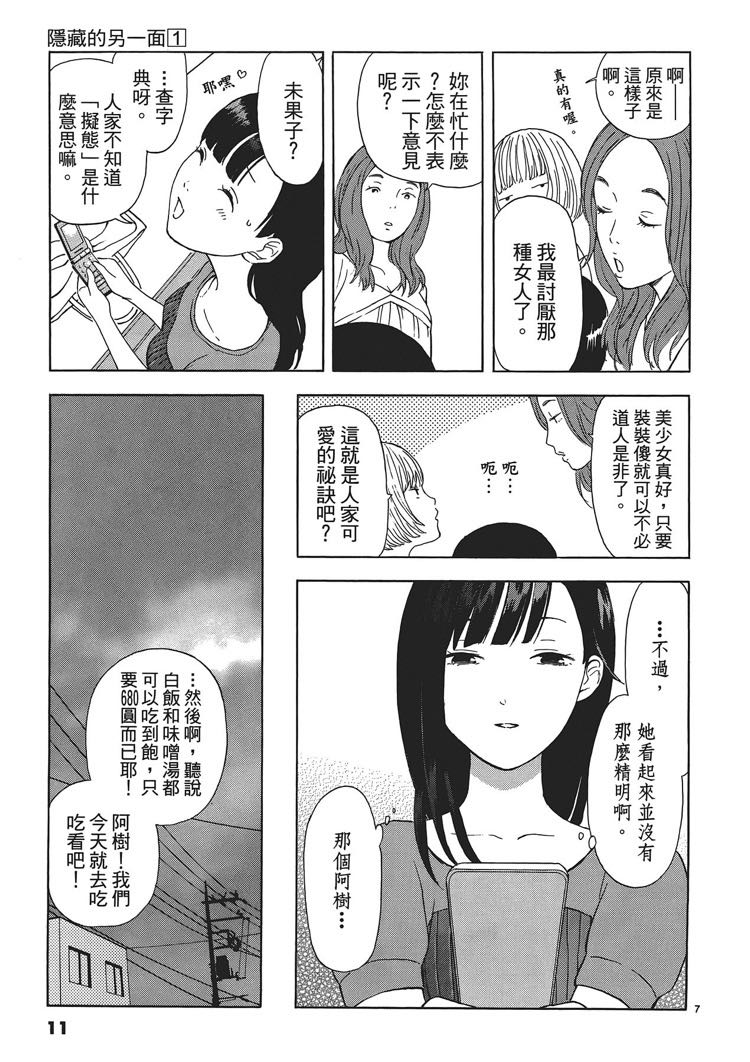 隱藏的另一面1
啊──
原來是
這樣子
啊。
真的有喔。
我最討厭那
種女人了。
妳在忙什麼
？怎麼不表
示一下意見
呢？
未果子？
耶嘿♡
…查字
典呀。
人家不知道
「擬態」是什
麼意思嘛。
美少女真好，只要
裝裝傻就可以不必
道人是非了。
呃…
呃…
這就是人家可
愛的祕訣吧？
…不過，
她看起來並沒有
那麼精明啊。
那個阿樹…
…然後啊，聽說
白飯和味噌湯都
可以吃到飽，只
要680圓而已耶！
阿樹！我們
今天就去吃
吃看吧！
7
11